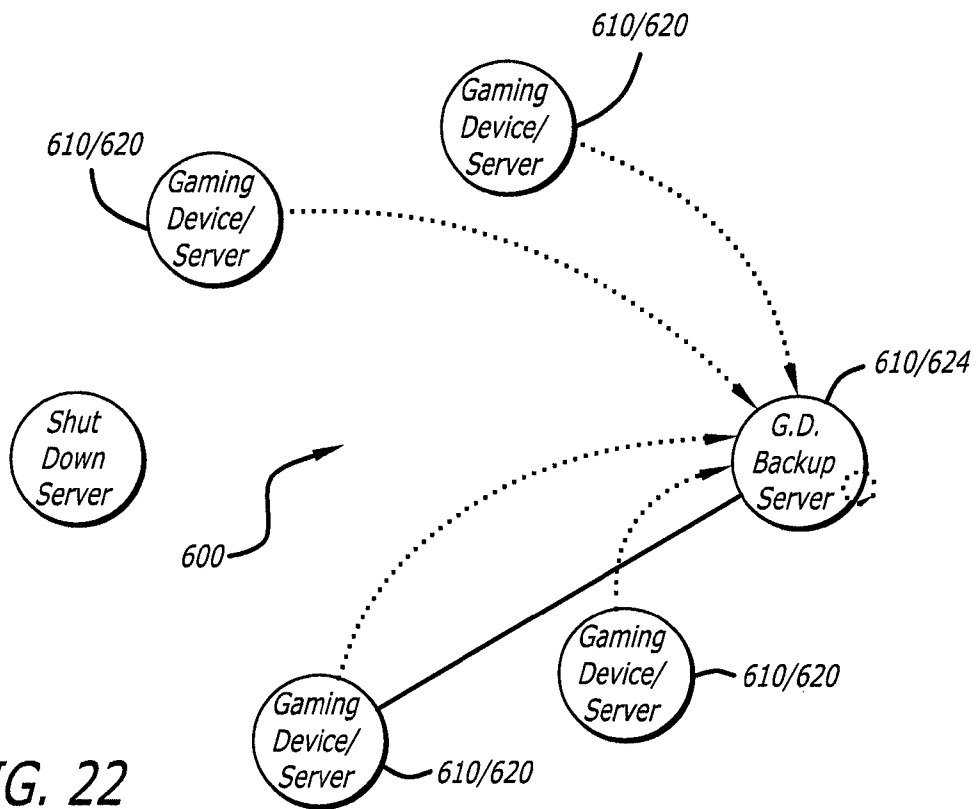 610/620
Gaming
Device/
Server
610/620
Gaming
Device/
Server
610/624
G.D.
Backup
Server
Shut
Down
Server
600
Gaming
Device/
Server
610/620
Gaming
Device/
Server
610/620
IG. 22